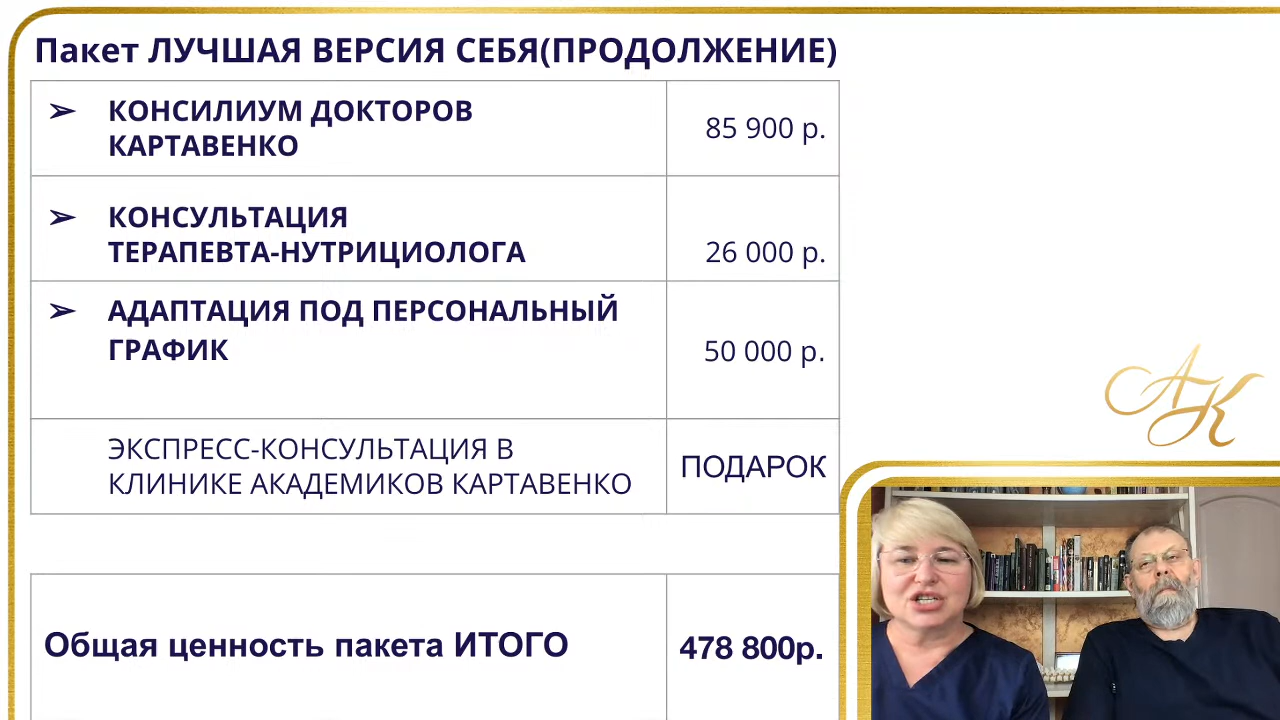 Пакет ЛУЧШАЯ ВЕРСИЯ СЕБЯ(ПРОДОЛЖЕНИЕ)
➢ КОНСИЛИУМ ДОКТОРОВ
КАРТАВЕНКО
85 900 р.
➢ КОНСУЛЬТАЦИЯ
ТЕРАПЕВТА-НУТРИЦИОЛОГА
26 000 р.
➢ АДАПТАЦИЯ ПОД ПЕРСОНАЛЬНЫЙ
ГРАФИК
50 000 р.
ЭКСПРЕСС-КОНСУЛЬТАЦИЯ В
КЛИНИКЕ АКАДЕМИКОВ КАРТАВЕНКО
ПОДАРОК
Общая ценность пакета ИТОГО
478 800р.
АК